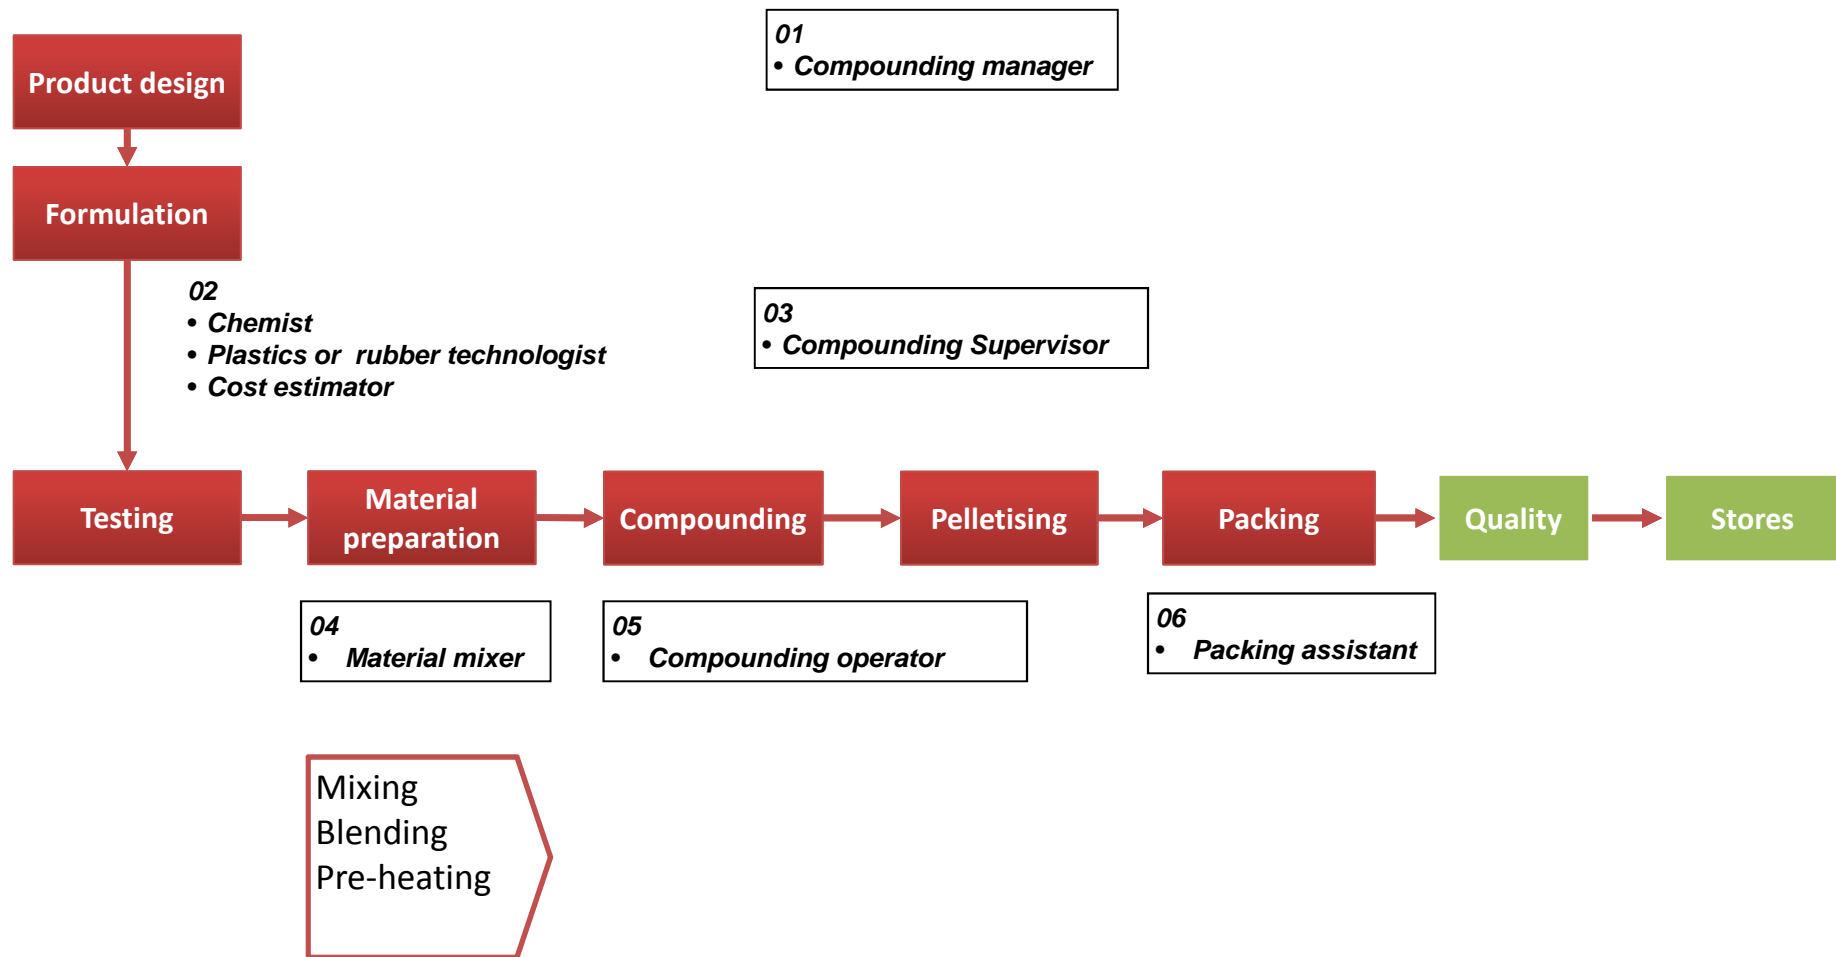 01
• Compounding manager
Product design
Formulation
02
• Chemist
• Plastics or  rubber technologist
• Cost estimator
03
• Compounding Supervisor
Testing
Material
preparation
Compounding
Pelletising
Packing
Quality
Stores
04
• Material mixer
05
• Compounding operator
06
• Packing assistant
Mixing
Blending
Pre-heating